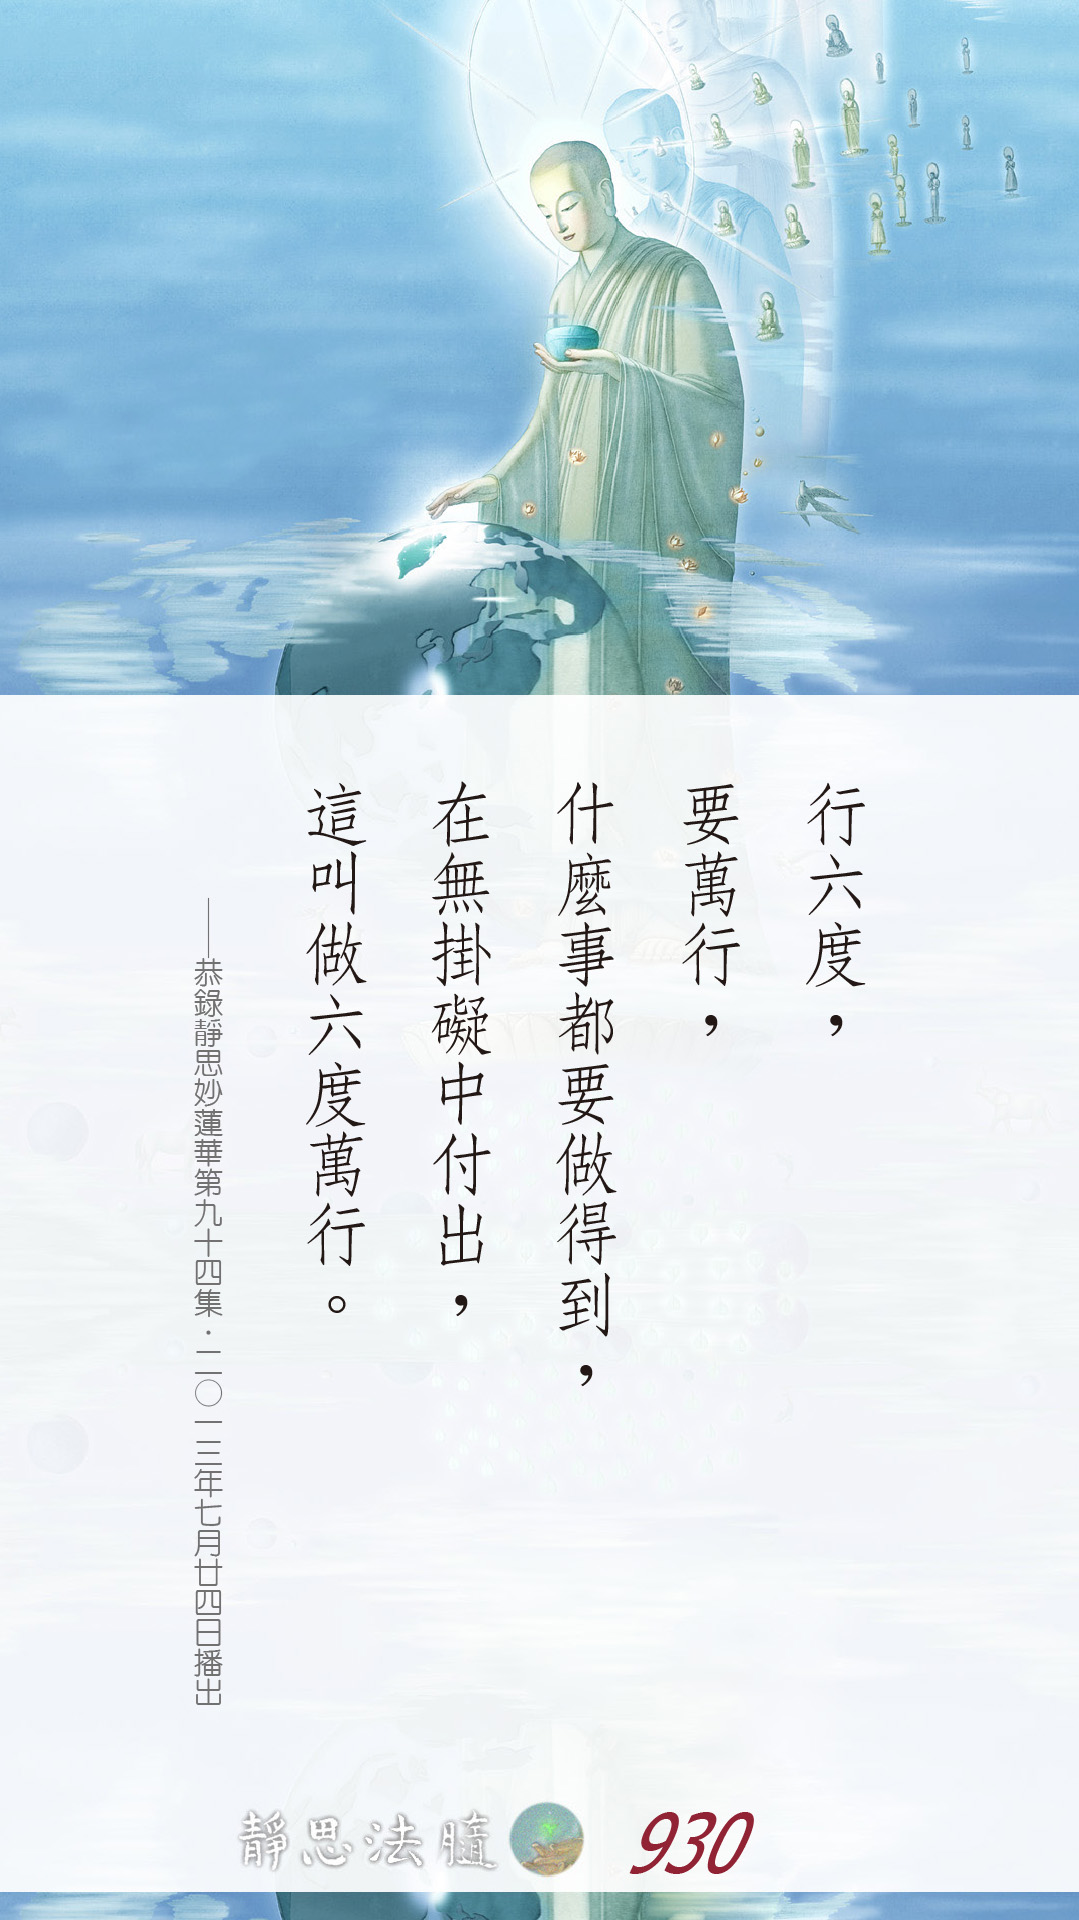 行六度，
要萬行，
什麼事都要做得到，
在無掛礙中付出，
這叫做六度萬行。
——恭錄靜思妙蓮華第九十四集·二〇一三年七月廿四日播出
靜思法髓 930